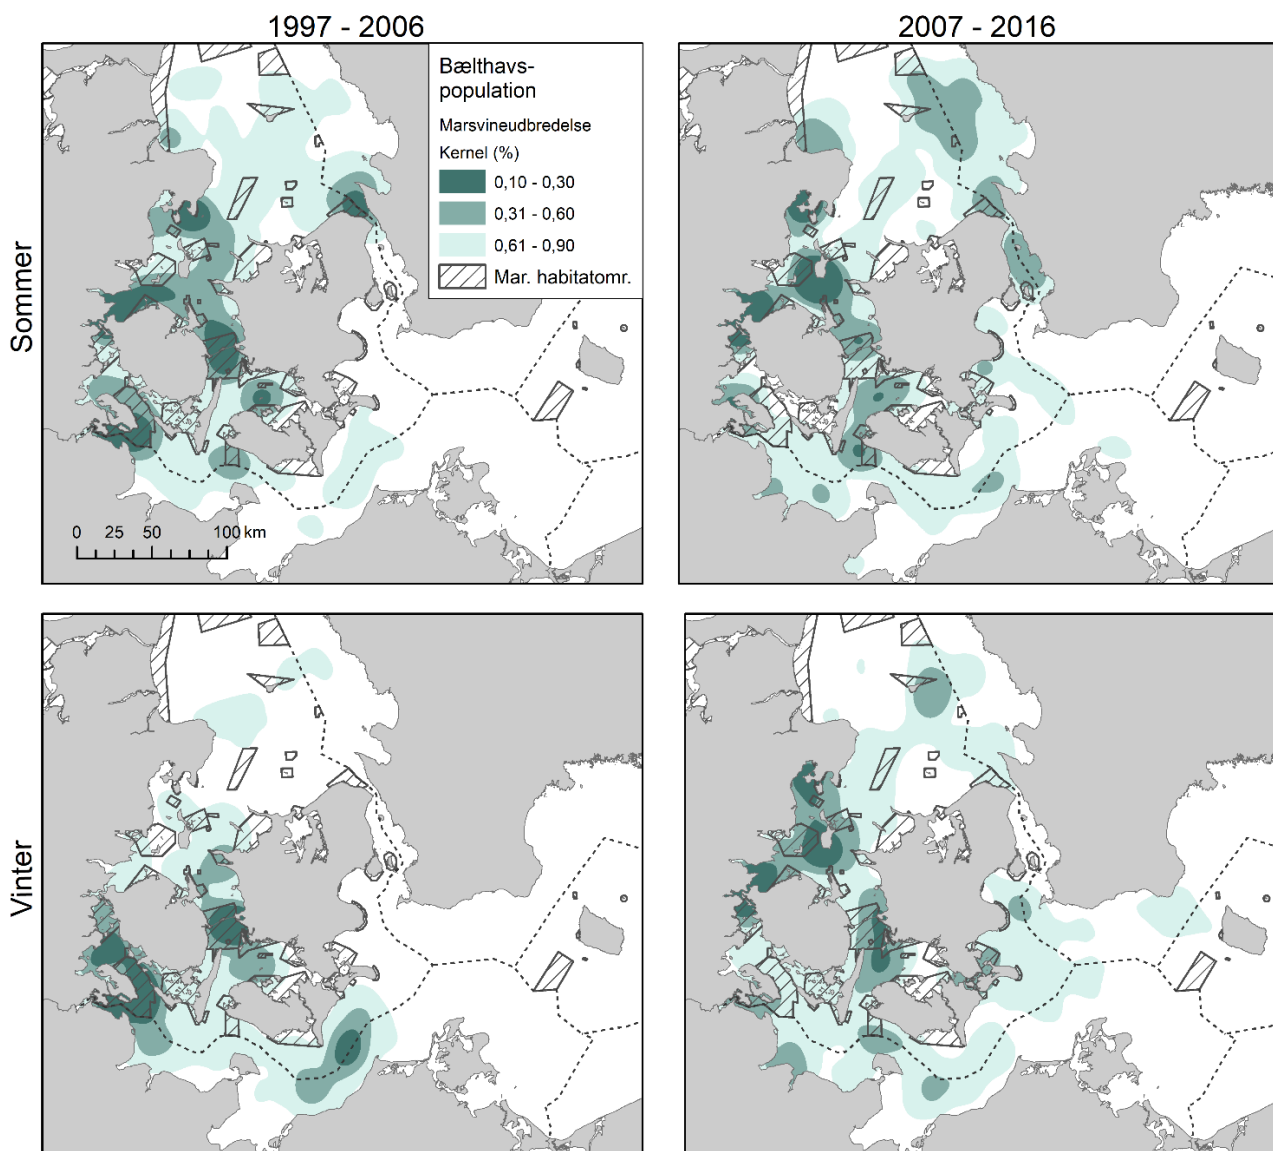 1997 - 2006
2007 - 2016
Bælthavs-
population
Marsvineudbredelse
Kernel (%)
0,10 - 0,30
0,31 - 0,60
0,61 - 0,90
Mar. habitatomr.
Sommer
0 25 50 100 km
Vinter